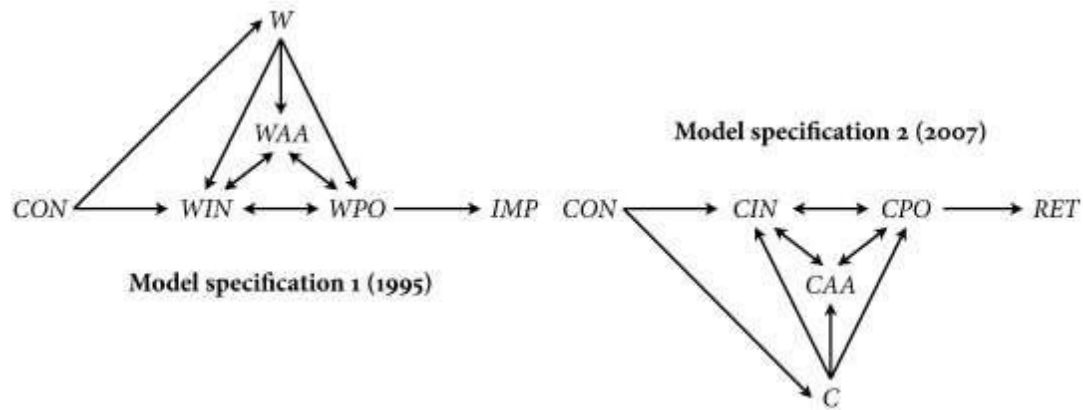 W
WAA
Model specification 2 (2007)
CON WIN WPO IMP CON CIN CPO RET
Model specification 1 (1995)
CAA
C